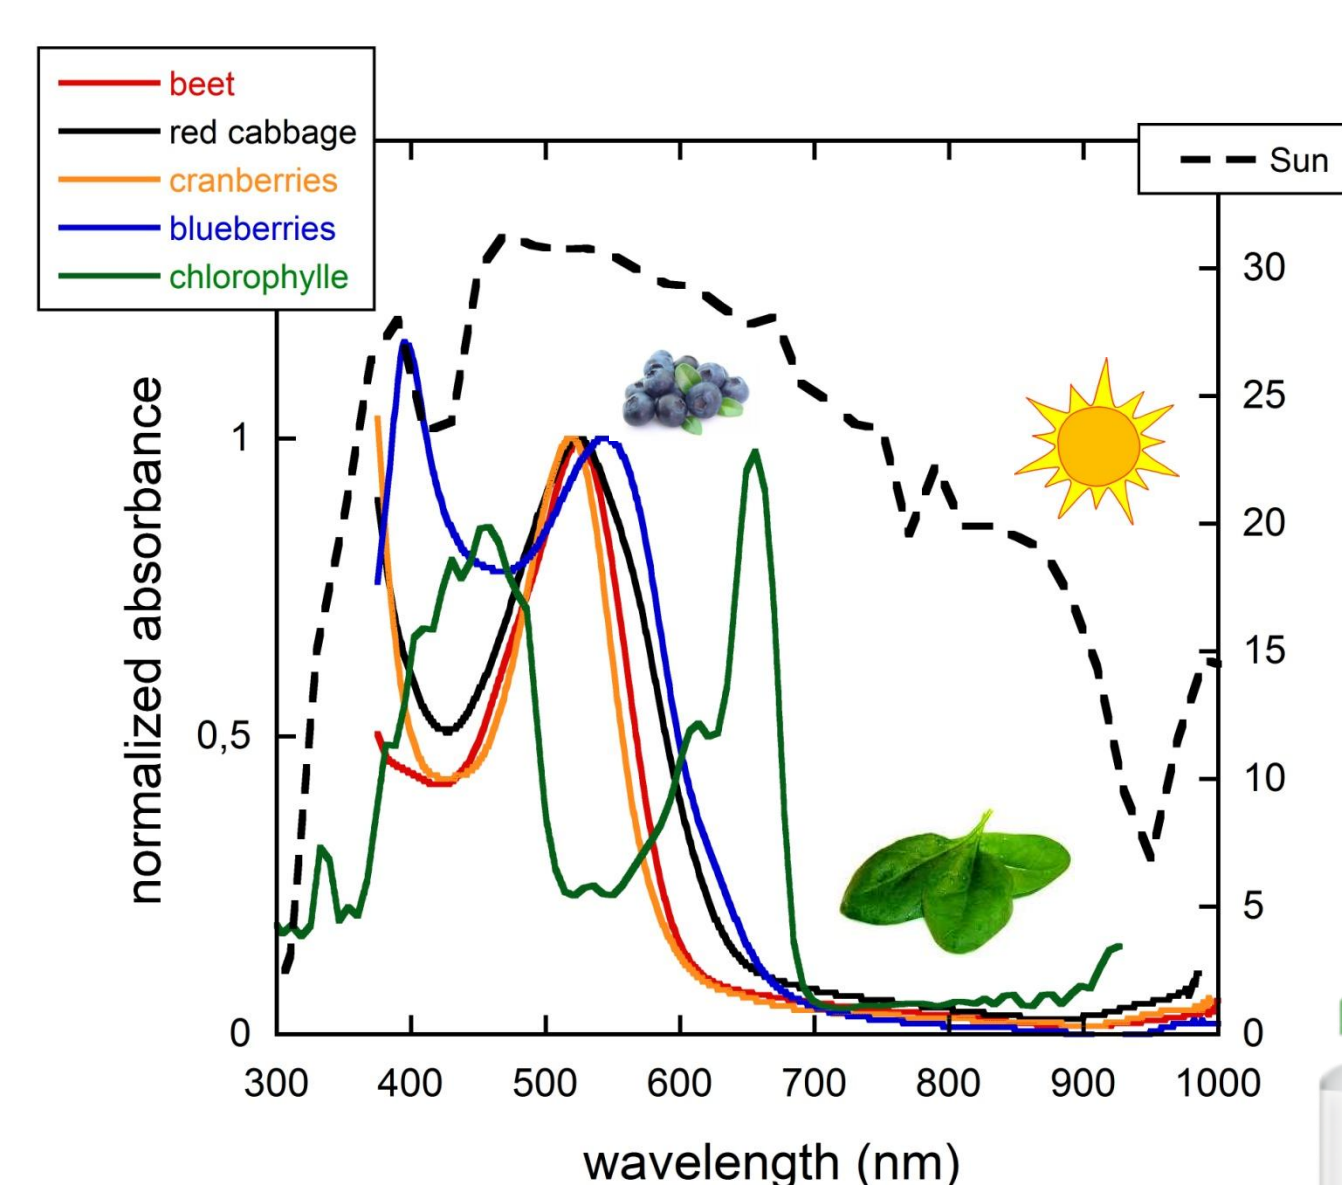 beet
red cabbage
cranberries
blueberries
chlorophylle
Sun
normalized absorbance
1
0,5
0
30
25
20
15
10
5
0
300 400 500 600 700 800 900 1000
wavelength (nm)